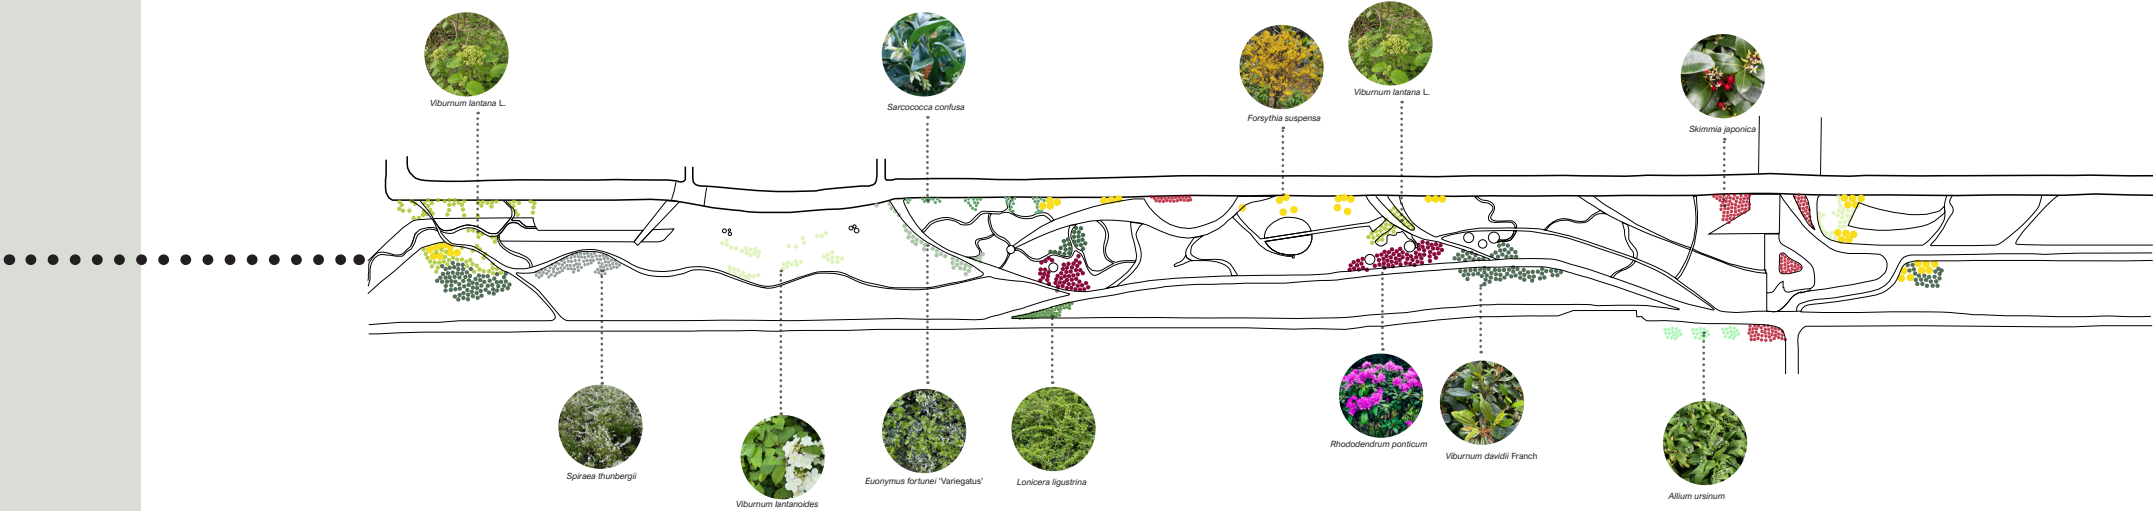 Viburnum lantana L.
Sarcococca confusa
Forsythia suspensa
Viburnum lantana L.
Skimmia japonica
Spiraea thunbergii
Viburnum lantanoides
Euonymus fortunei 'Variegatus'
Lonicera ligustrina
Rhododendrum ponticum
Viburnum davidii Franch
Allium ursinum